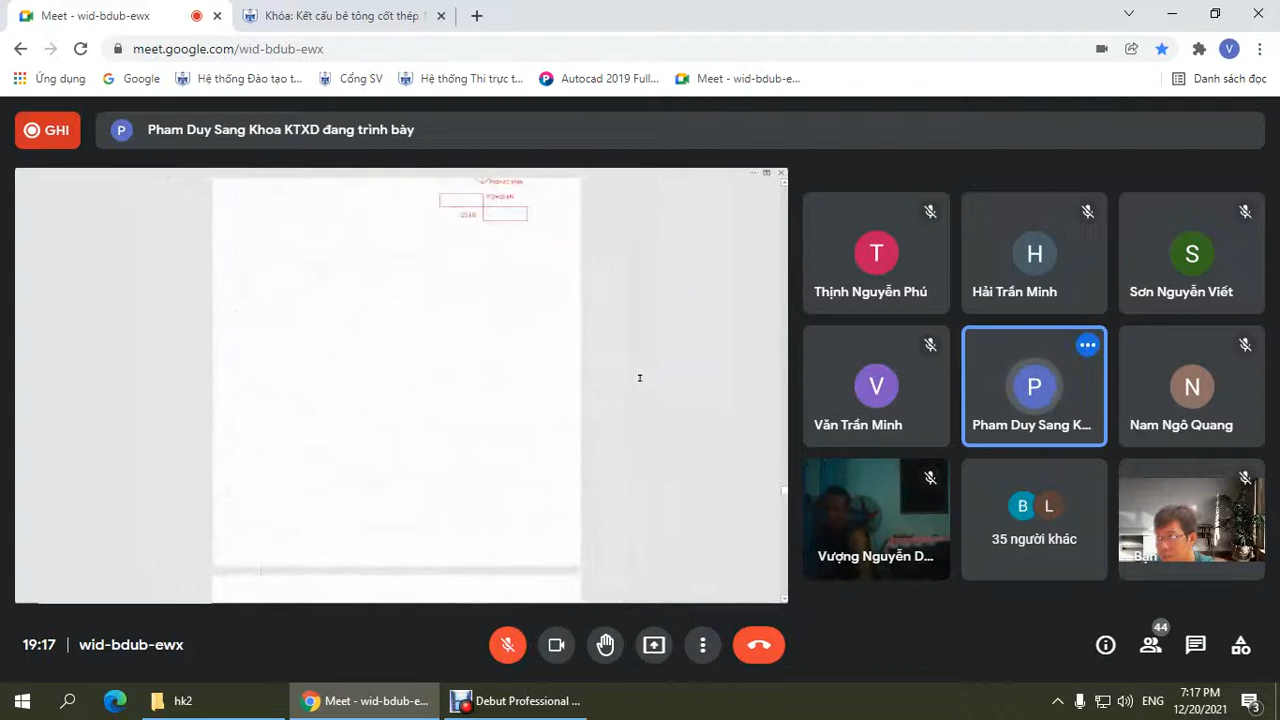 Meet - wid-bdub-ewx
Khóa: Kết cấu bê tông cốt thép 1
meet.google.com/wid-bdub-ewx
V
Ứng dụng
Google
Hệ thống Đào tạo t...
Cổng SV
Hệ thống Thi trực t...
Autocad 2019 Full...
Meet - wid-bdub-e...
Danh sách đọc
GHI
P
Pham Duy Sang Khoa KTXD đang trình bày
T
Thịnh Nguyễn Phú
H
Hải Trần Minh
S
Sơn Nguyễn Viết
V
Văn Trần Minh
P
Pham Duy Sang K...
N
Nam Ngô Quang
Vượng Nguyễn D...
B L
35 người khác
Bạn
19:17 | wid-bdub-ewx
44
hk2
Meet - wid-bdub-e...
Debut Professional ...
ENG
7:17 PM
12/20/2021
3